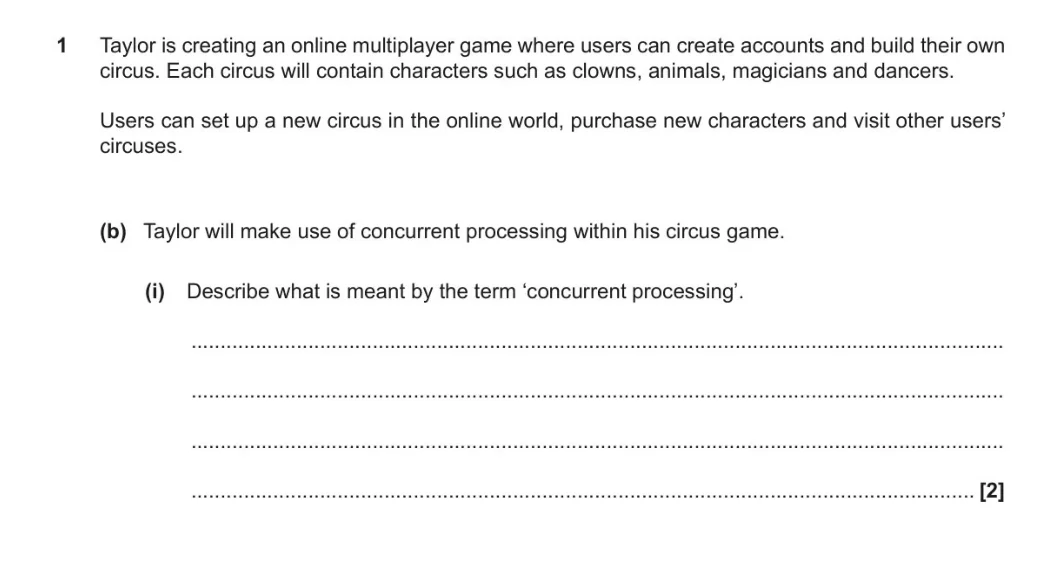 1 Taylor is creating an online multiplayer game where users can create accounts and build their own
circus. Each circus will contain characters such as clowns, animals, magicians and dancers.
Users can set up a new circus in the online world, purchase new characters and visit other users’
circuses.
(b) Taylor will make use of concurrent processing within his circus game.
(i) Describe what is meant by the term ‘concurrent processing’.
[2]